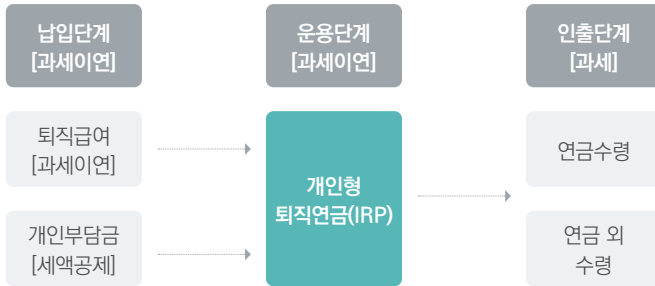 납입단계
[과세이연]
운용단계
[과세이연]
인출단계
[과세]
퇴직급여
[과세이연]
개인부담금
[세액공제]
개인형
퇴직연금(IRP)
연금수령
연금 외
수령